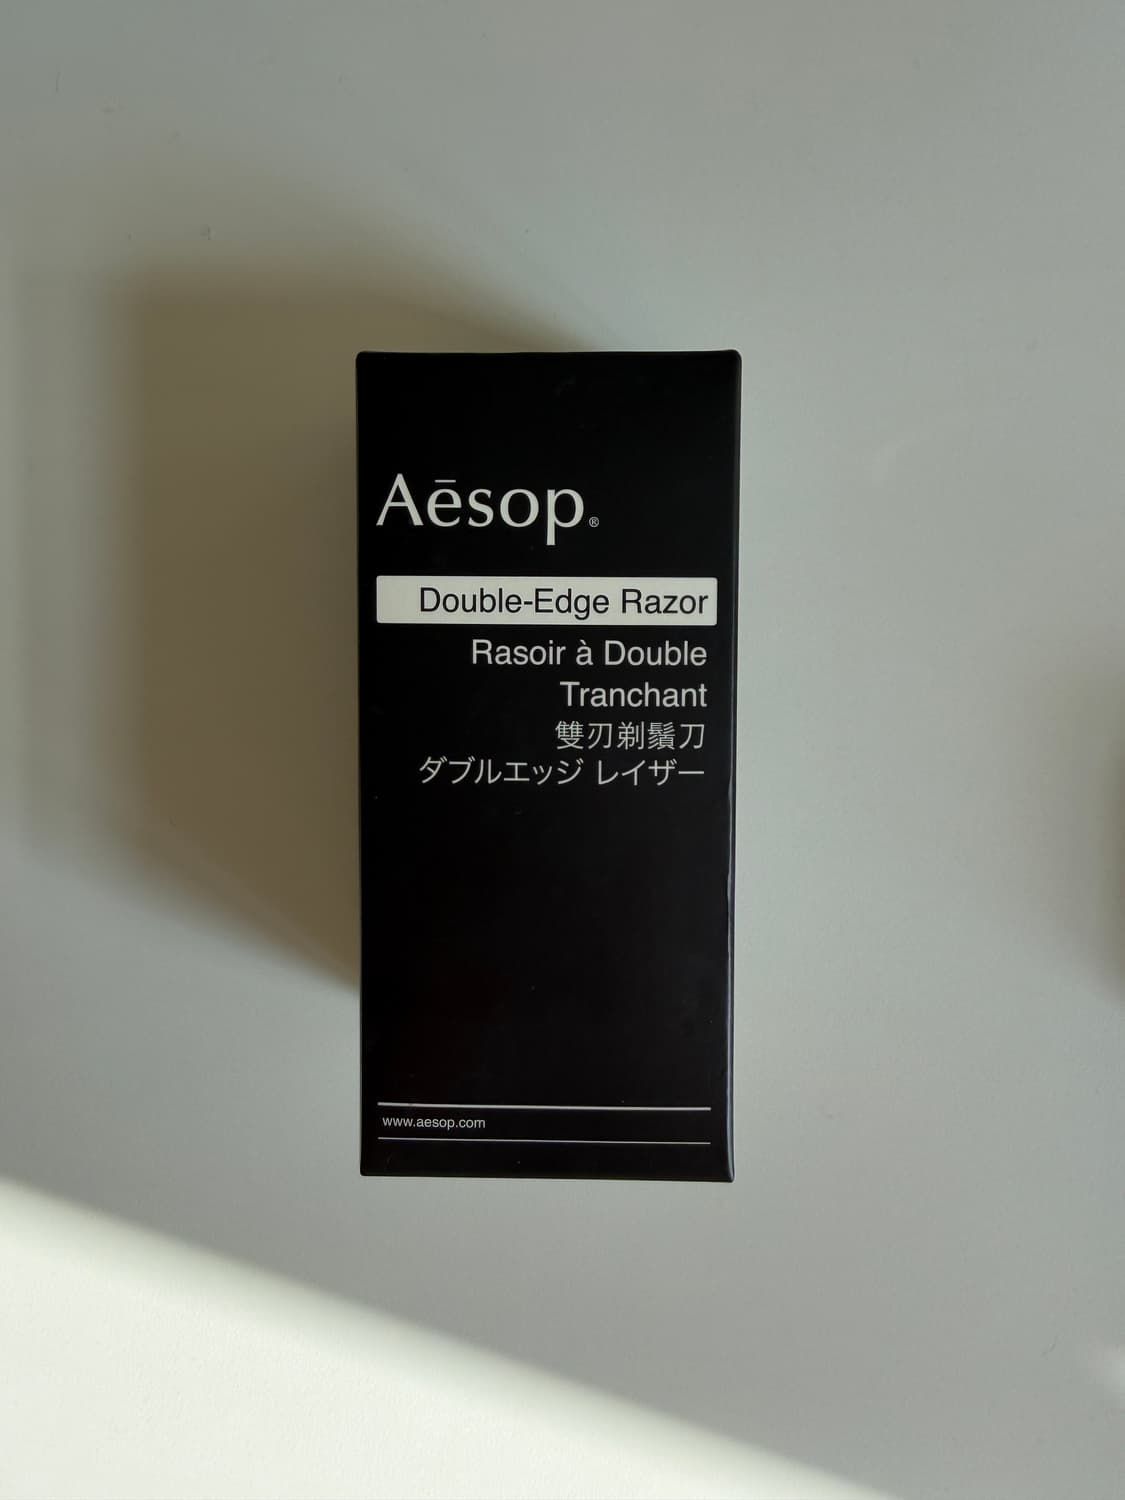 Aēsop®
Double-Edge Razor
Rasoir à Double
Tranchant
雙刃剃鬚刀
ダブルエッジ レイザー
www.aesop.com